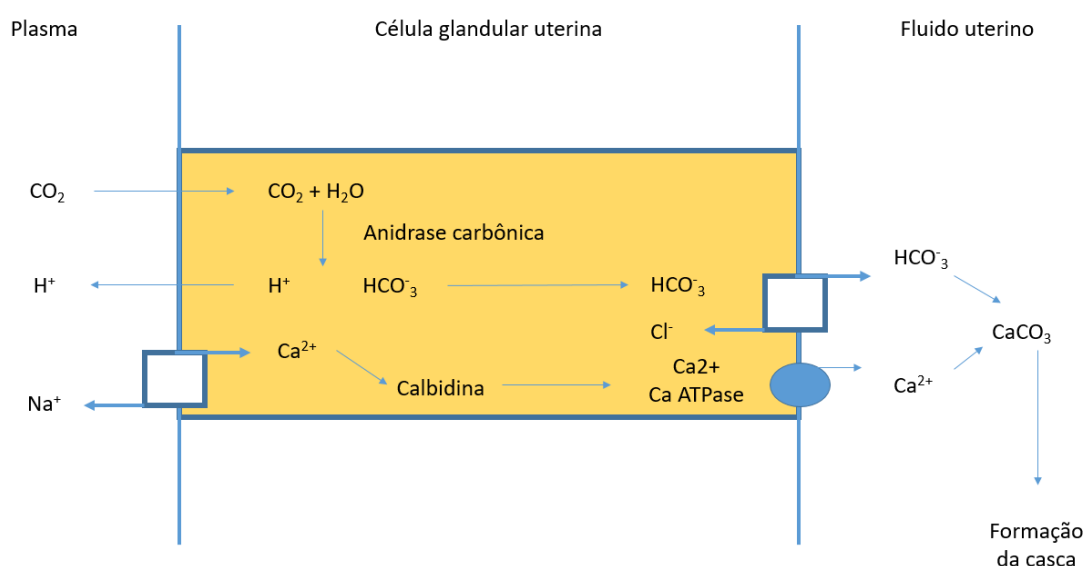 Plasma
Célula glandular uterina
Fluido uterino
CO₂
CO₂ + H₂O
Anidrase carbônica
H⁺
H⁺
HCO⁻₃
HCO⁻₃
HCO⁻₃
Cl⁻
CaCO₃
Ca²⁺
Calbidina
Ca2+
Ca ATPase
Ca²⁺
Na⁺
Formação
da casca